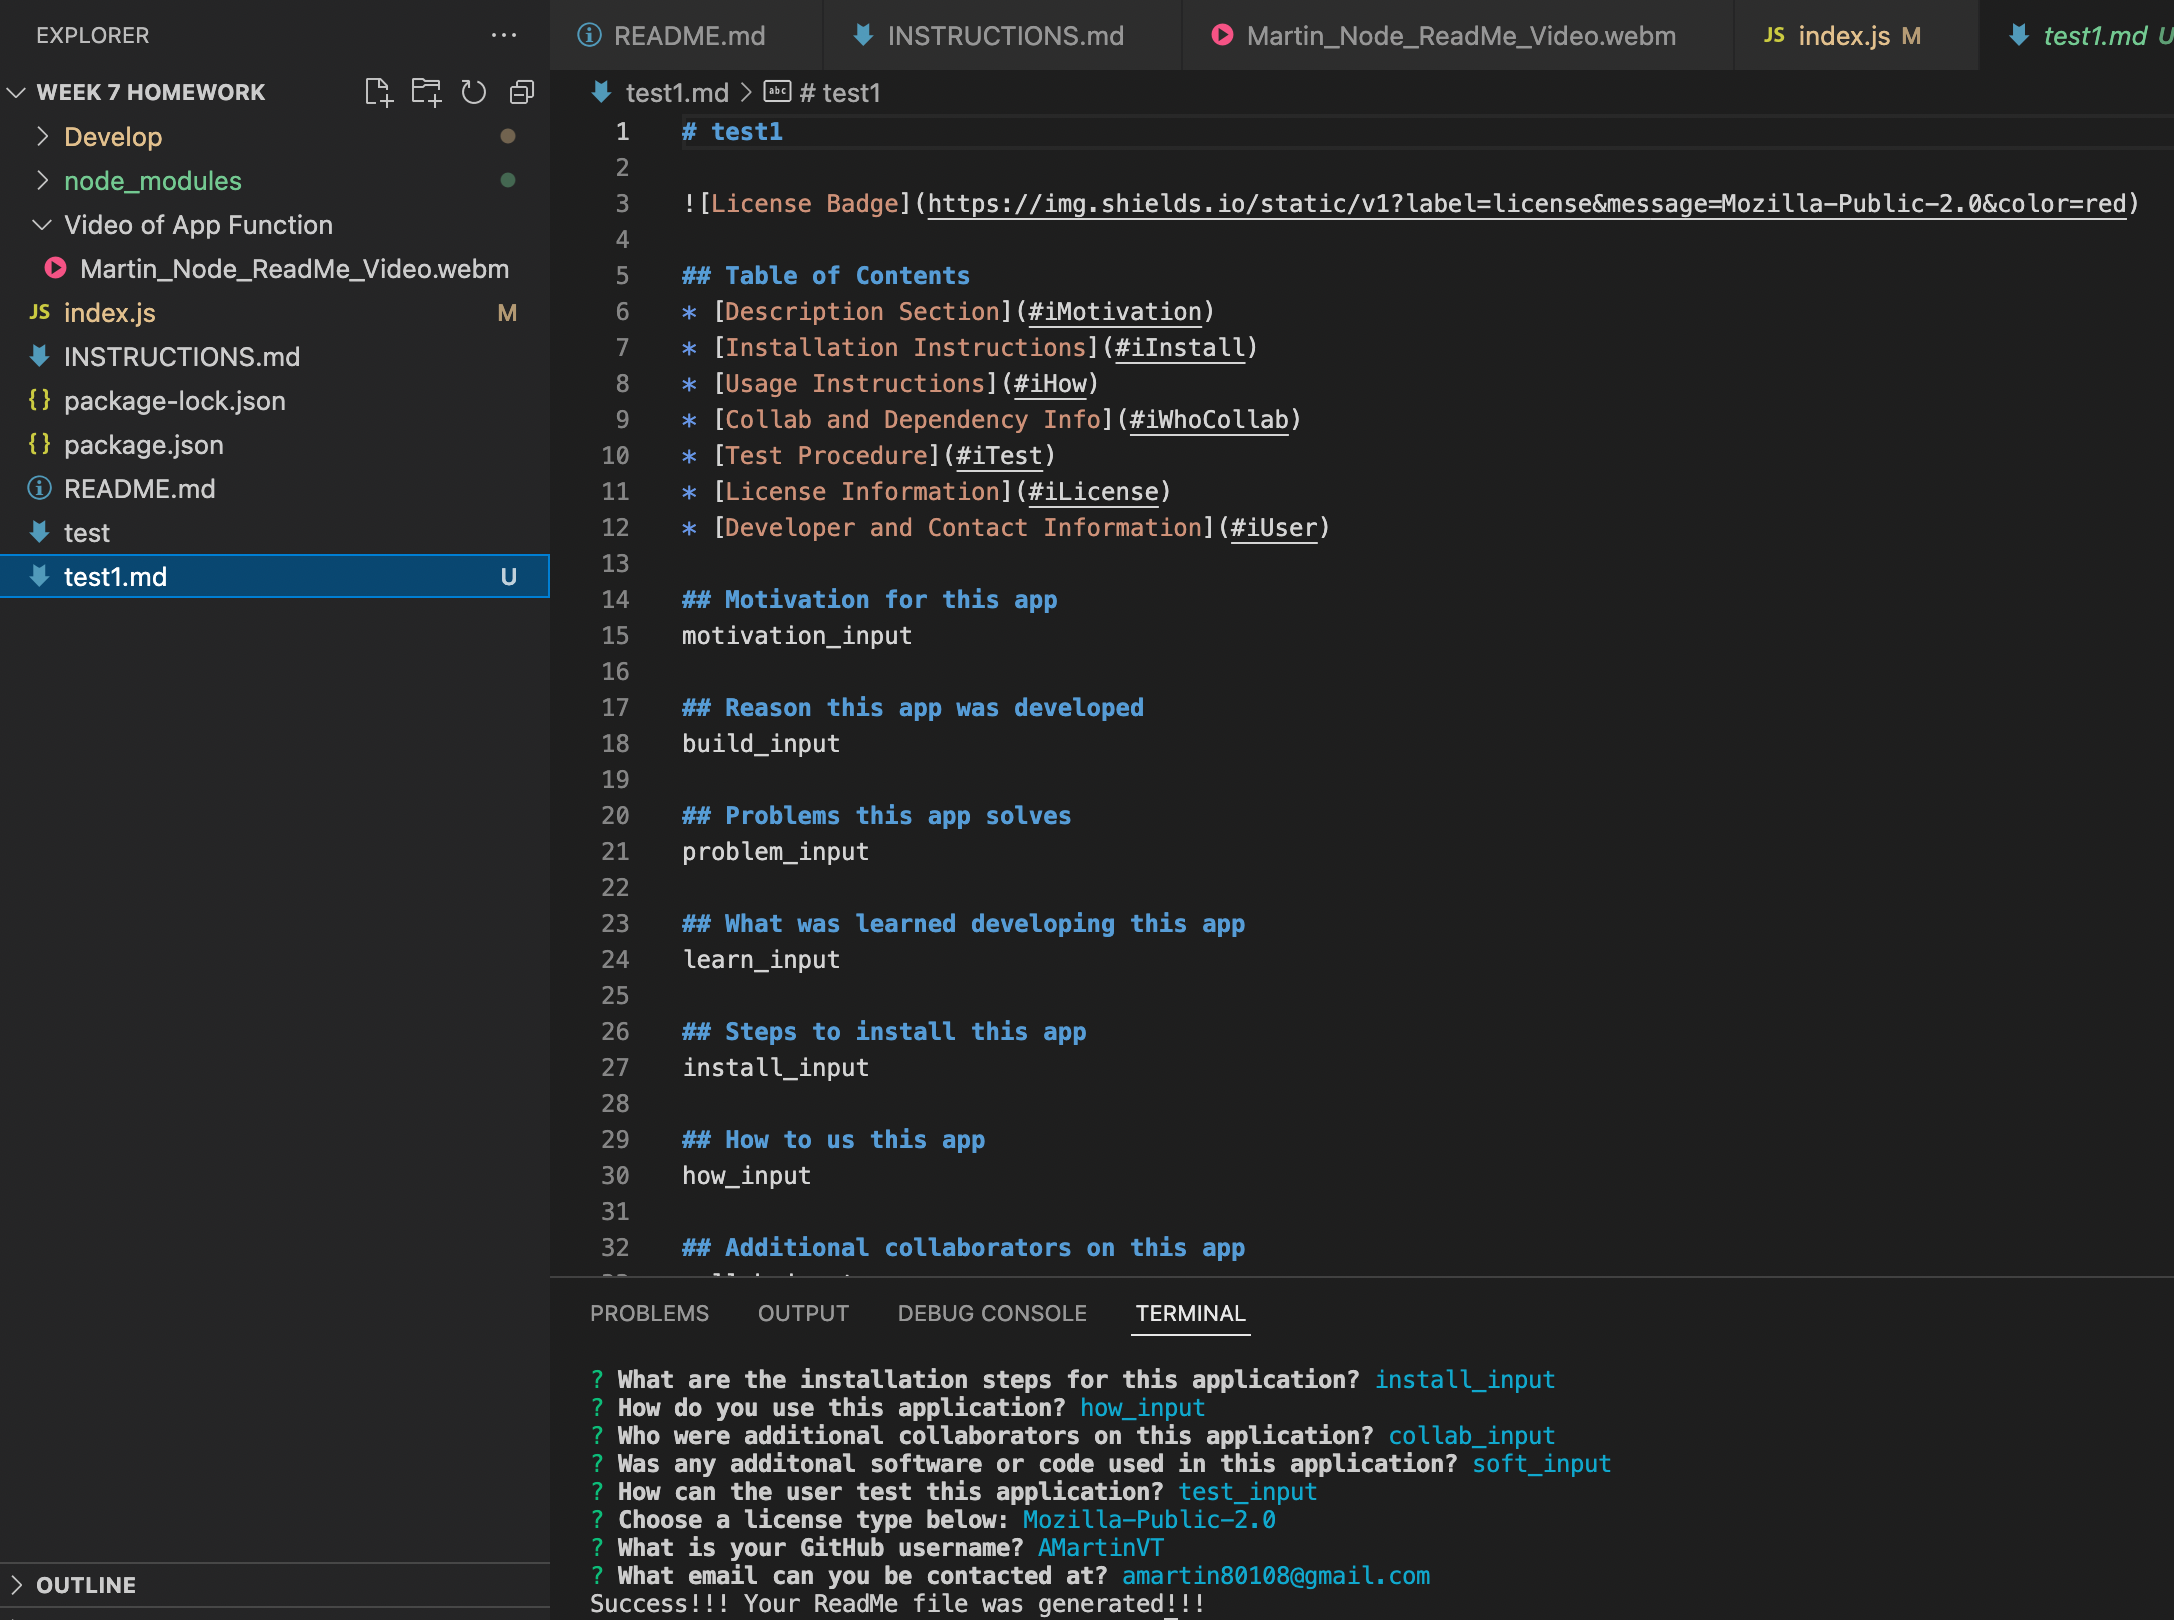 EXPLORER
WEEK 7 HOMEWORK
Develop
node_modules
Video of App Function
Martin_Node_ReadMe_Video.webm
JS index.js M
INSTRUCTIONS.md
{} package-lock.json
{} package.json
README.md
test
test1.md U
OUTLINE
README.md INSTRUCTIONS.md Martin_Node_ReadMe_Video.webm JS index.js M test1.md U
test1.md > abc # test1
1 # test1
2
3 ![License Badge](https://img.shields.io/static/v1?label=license&message=Mozilla-Public-2.0&color=red)
4
5 ## Table of Contents
6 * [Description Section](#iMotivation)
7 * [Installation Instructions](#iInstall)
8 * [Usage Instructions](#iHow)
9 * [Collab and Dependency Info](#iWhoCollab)
10 * [Test Procedure](#iTest)
11 * [License Information](#iLicense)
12 * [Developer and Contact Information](#iUser)
13
14 ## Motivation for this app
15 motivation_input
16
17 ## Reason this app was developed
18 build_input
19
20 ## Problems this app solves
21 problem_input
22
23 ## What was learned developing this app
24 learn_input
25
26 ## Steps to install this app
27 install_input
28
29 ## How to us this app
30 how_input
31
32 ## Additional collaborators on this app
PROBLEMS OUTPUT DEBUG CONSOLE TERMINAL
? What are the installation steps for this application? install_input
? How do you use this application? how_input
? Who were additional collaborators on this application? collab_input
? Was any additonal software or code used in this application? soft_input
? How can the user test this application? test_input
? Choose a license type below: Mozilla-Public-2.0
? What is your GitHub username? AMartinVT
? What email can you be contacted at? amartin80108@gmail.com
Success!!! Your ReadMe file was generated!!!